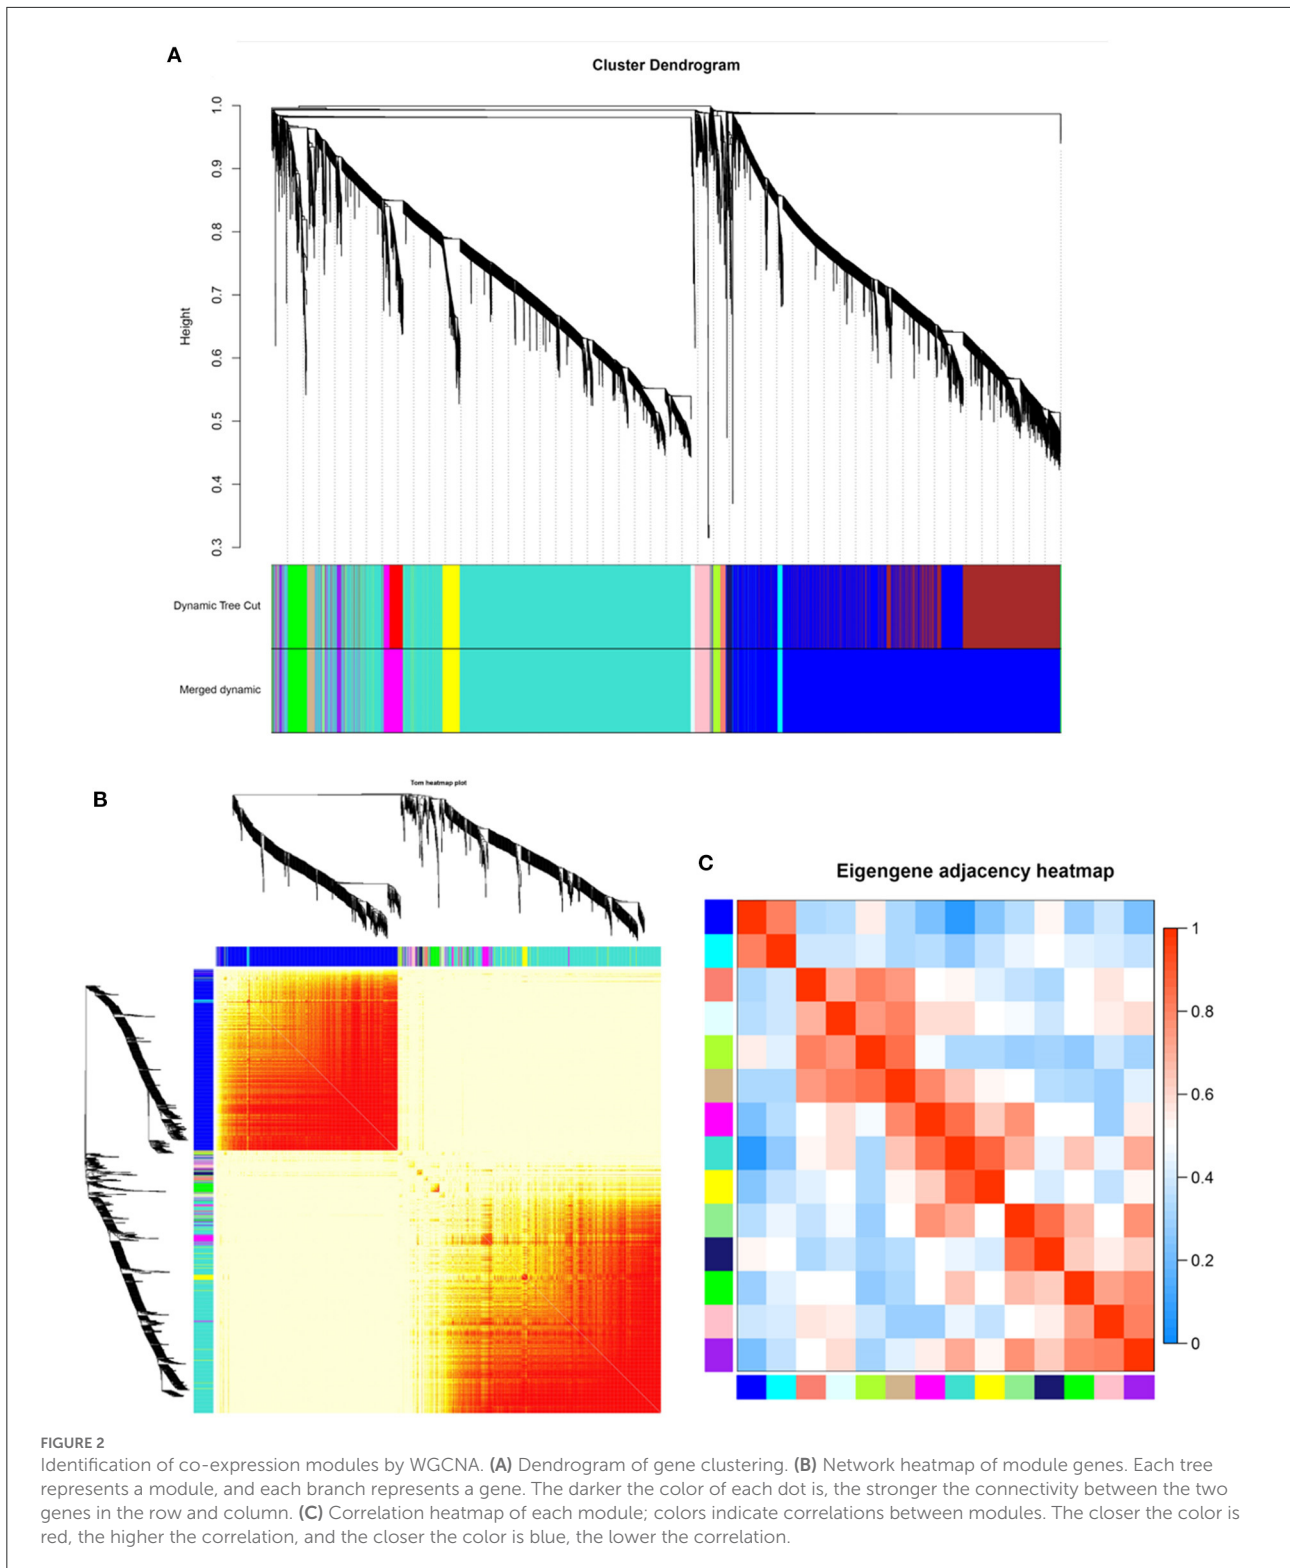 A
Cluster Dendrogram
1.0
0.9
0.8
0.7
0.6
0.5
0.4
0.3
Height
Dynamic Tree Cut
Merged dynamic
B
Tom heatmap plot
C
Eigengene adjacency heatmap
1
0.8
0.6
0.4
0.2
0
FIGURE 2
Identification of co-expression modules by WGCNA. (A) Dendrogram of gene clustering. (B) Network heatmap of module genes. Each tree
represents a module, and each branch represents a gene. The darker the color of each dot is, the stronger the connectivity between the two
genes in the row and column. (C) Correlation heatmap of each module; colors indicate correlations between modules. The closer the color is
red, the higher the correlation, and the closer the color is blue, the lower the correlation.